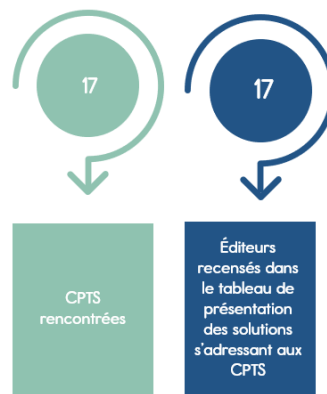 17
CPTS
rencontrées
17
Éditeurs
recensés dans
le tableau de
présentation
des solutions
s'adressant aux
CPTS